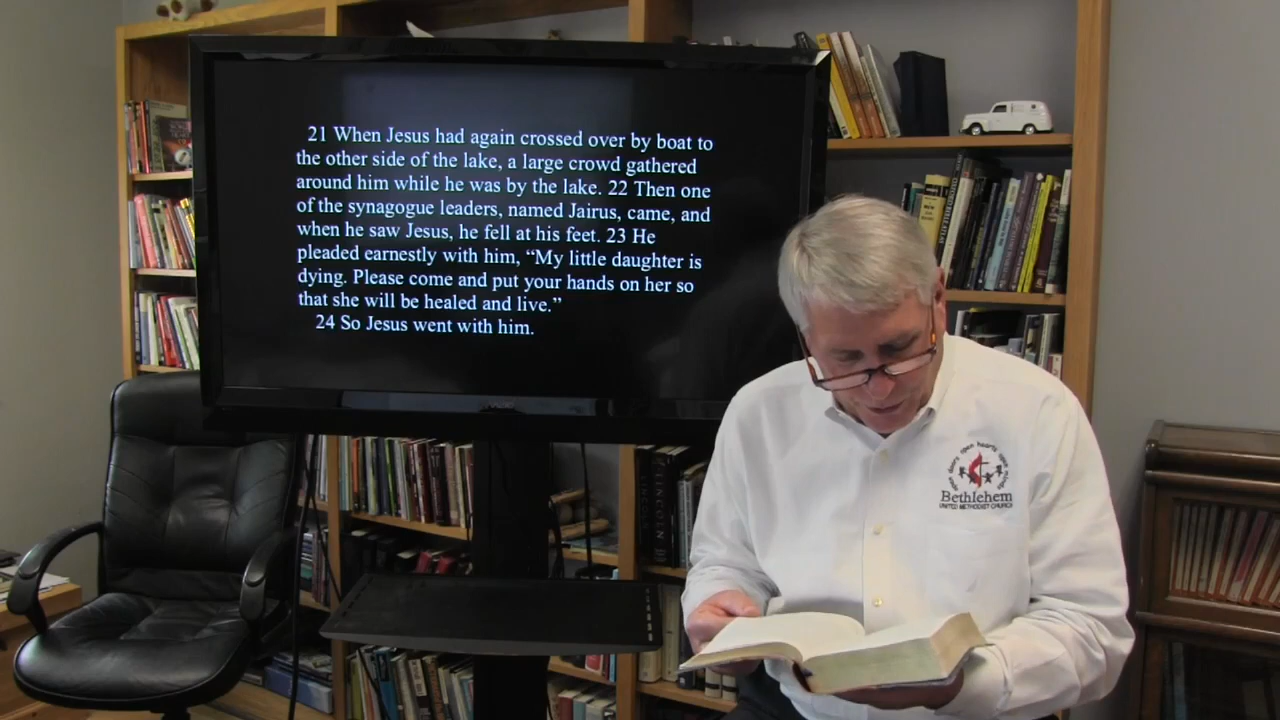 21 When Jesus had again crossed over by boat to
the other side of the lake, a large crowd gathered
around him while he was by the lake. 22 Then one
of the synagogue leaders, named Jairus, came, and
when he saw Jesus, he fell at his feet. 23 He
pleaded earnestly with him, “My little daughter is
dying. Please come and put your hands on her so
that she will be healed and live.”
24 So Jesus went with him.
open hearts
Bethlehem
UNITED METHODIST CHURCH
LINCOLN
LINCOLN